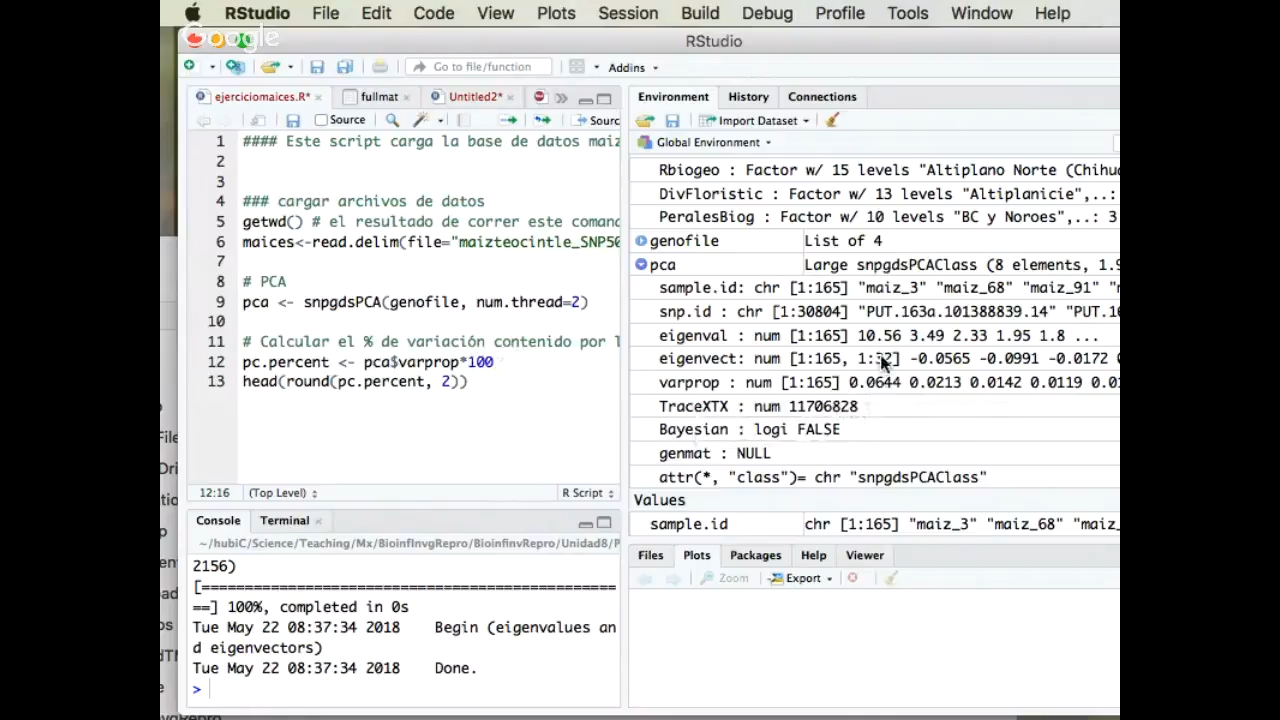 RStudio File Edit Code View Plots Session Build Debug Profile Tools Window Help
Google
RStudio
Go to file/function
Addins
ejerciciomaices.R* fullmat Untitled2*
Source
Sourc
1 #### Este script carga la base de datos maiz
2
3
4 ### cargar archivos de datos
5 getwd() # el resultado de correr este comand
6 maices<-read.delim(file="maizteocintle_SNP50
7
8 # PCA
9 pca <- snpgdsPCA(genofile, num.thread=2)
10
11 # Calcular el % de variación contenido por l
12 pc.percent <- pca$varprop*100
13 head(round(pc.percent, 2))
12:16 (Top Level) R Script
Console Terminal
~/hubiC/Science/Teaching/Mx/BioinfInvgRepro/BioinfinvRepro/Unidad8/P
2156)
[==================================================
==] 100%, completed in 0s
Tue May 22 08:37:34 2018 Begin (eigenvalues an
d eigenvectors)
Tue May 22 08:37:34 2018 Done.
>
Environment History Connections
Import Dataset
Global Environment
Rbiogeo : Factor w/ 15 levels "Altiplano Norte (Chihu
DivFloristic : Factor w/ 13 levels "Altiplanicie",..:
PeralesBiog : Factor w/ 10 levels "BC y Noroes",..: 3
genofile List of 4
pca Large snpgdsPCAClass (8 elements, 1.9
sample.id: chr [1:165] "maiz_3" "maiz_68" "maiz_91" "m
snp.id : chr [1:30804] "PUT.163a.101388839.14" "PUT.16
eigenval : num [1:165] 10.56 3.49 2.33 1.95 1.8 ...
eigenvect: num [1:165, 1:32] -0.0565 -0.0991 -0.0172 0
varprop : num [1:165] 0.0644 0.0213 0.0142 0.0119 0.01
TraceXTX : num 11706828
Bayesian : logi FALSE
genmat : NULL
attr(*, "class")= chr "snpgdsPCAClass"
Values
sample.id chr [1:165] "maiz_3" "maiz_68" "maiz_
Files Plots Packages Help Viewer
Zoom Export